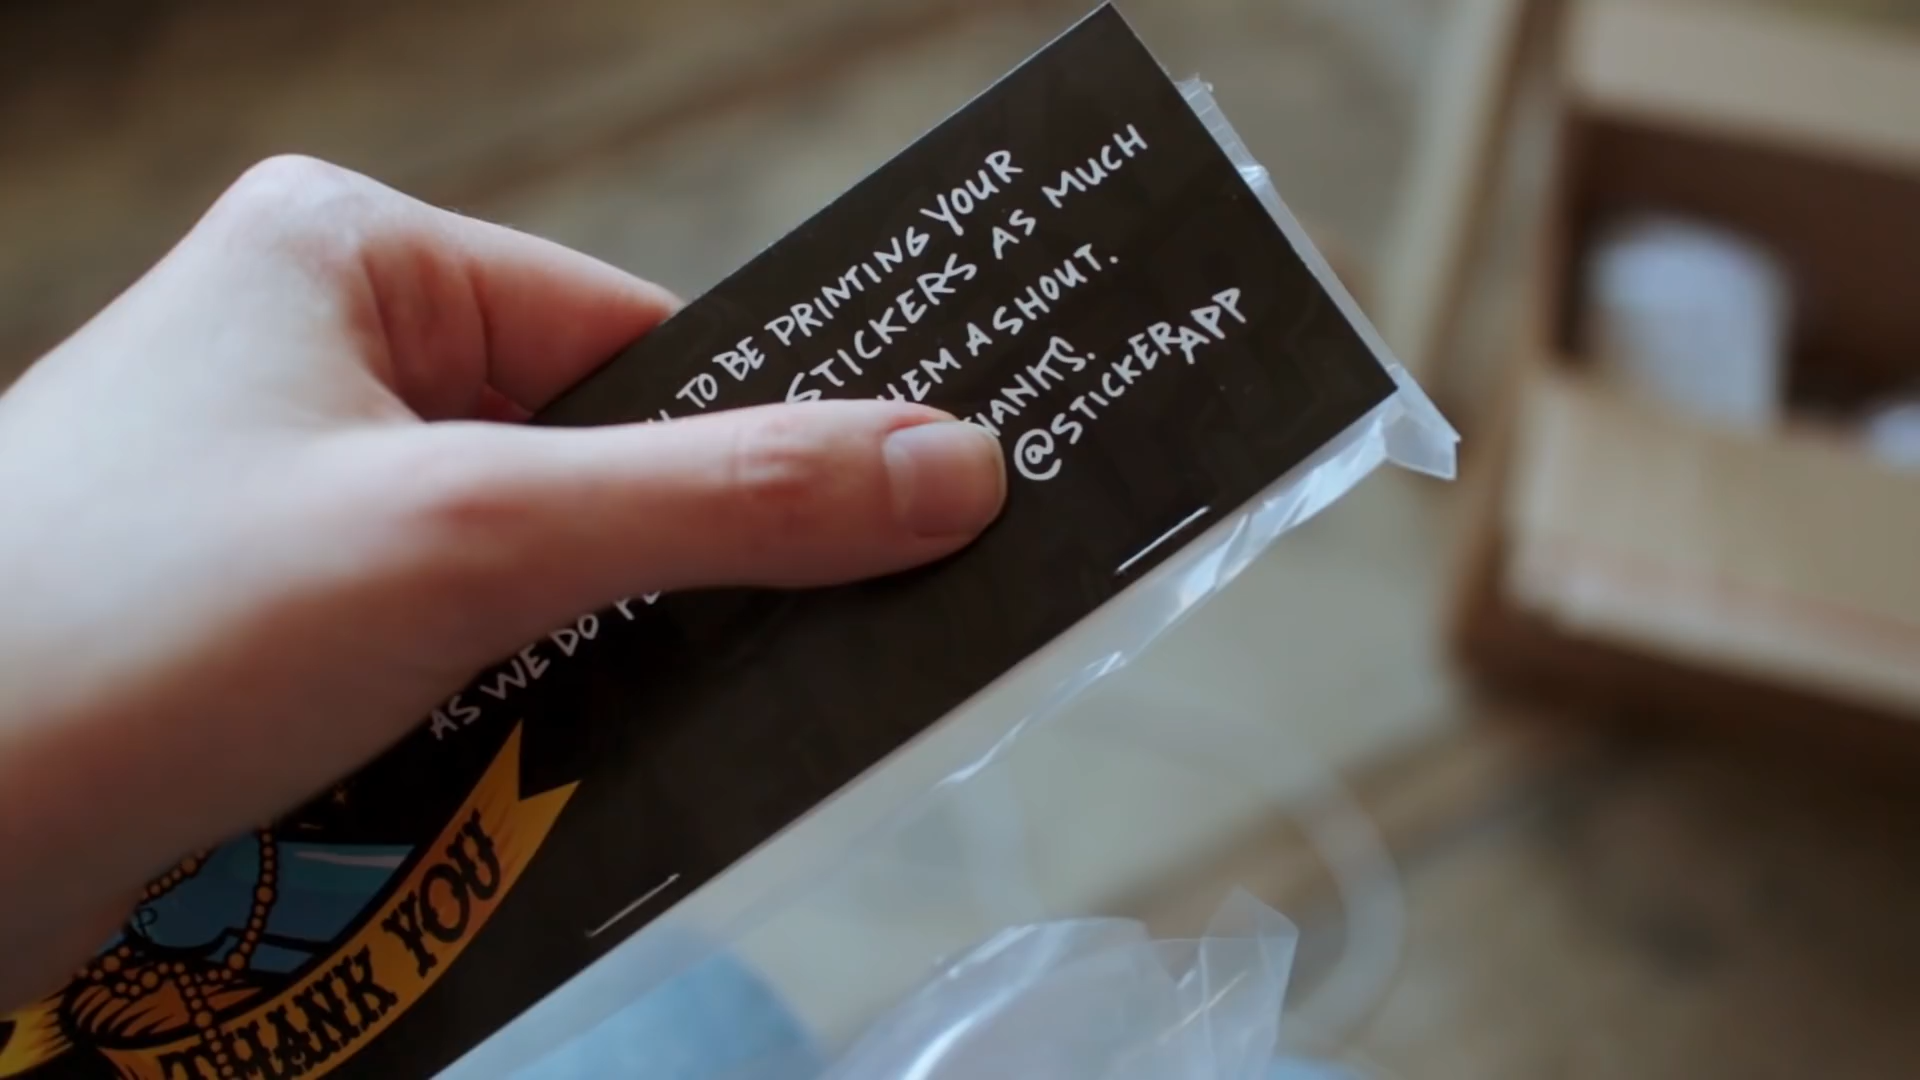 TO BE PRINTING YOUR
STICKERS AS MUCH
AS WE DO
HEM A SHOUT.
HANKS.
@STICKERAPP
THANK YOU